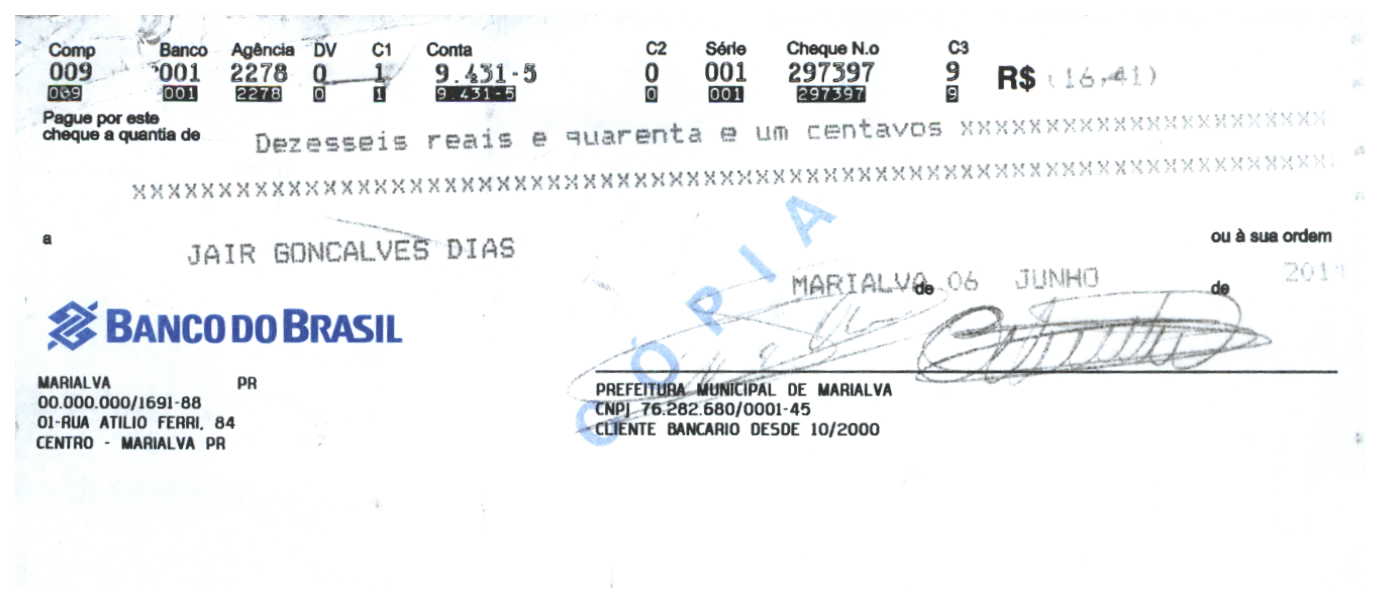 Comp Banco Agência DV C1 Conta C2 Série Cheque N.o C3
009 001 2278 0 1 9.431-5 0 001 297397 9 R$ (16,41)
009 001 2278 0 1 9.431-5 0 001 297397 9
Pague por este
cheque a quantia de Dezesseis reais e quarenta e um centavos XXXXXXXXXXXXXXXXXXXXXX
XXXXXXXXXXXXXXXXXXXXXXXXXXXXXXXXXXXXXXXXXXXXXXXXXXXXXXXXXXXXXXXXXXXXXX
a JAIR GONCALVES DIAS ou à sua ordem
MARIALVA de 06 JUNHO de
CÓPIA
BANCO DO BRASIL
MARIALVA PR
00.000.000/1691-88
01-RUA ATILIO FERRI, 84
CENTRO - MARIALVA PR
PREFEITURA MUNICIPAL DE MARIALVA
CNPJ 76.282.680/0001-45
CLIENTE BANCARIO DESDE 10/2000